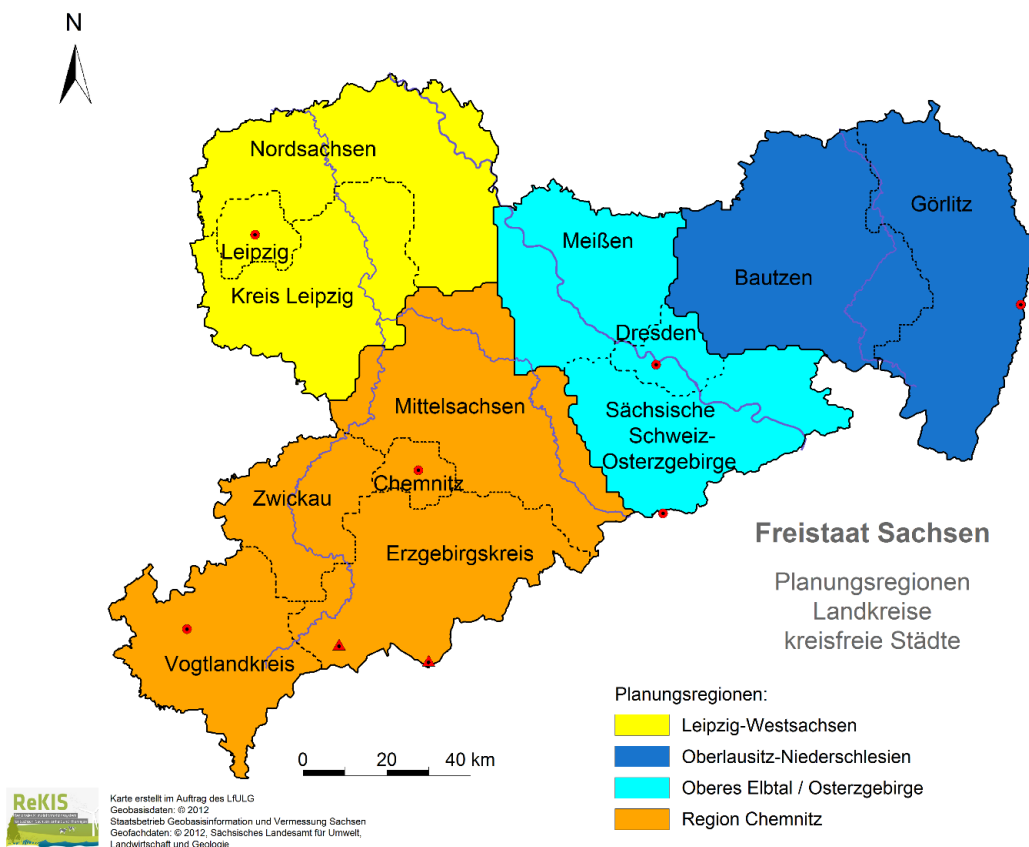 N
Nordsachsen
Leipzig
Kreis Leipzig
Meißen
Görlitz
Bautzen
Dresden
Mittelsachsen
Sächsische
Schweiz-
Osterzgebirge
Chemnitz
Zwickau
Erzgebirgskreis
Vogtlandkreis
Freistaat Sachsen
Planungsregionen
Landkreise
kreisfreie Städte
Planungsregionen:
Leipzig-Westsachsen
Oberlausitz-Niederschlesien
Oberes Elbtal / Osterzgebirge
Region Chemnitz
0 20 40 km
ReKIS
Karte erstellt im Auftrag des LfULG
Geobasisdaten: © 2012
Staatsbetrieb Geobasisinformation und Vermessung Sachsen
Geofachdaten: © 2012, Sächsisches Landesamt für Umwelt,
Landwirtschaft und Geologie